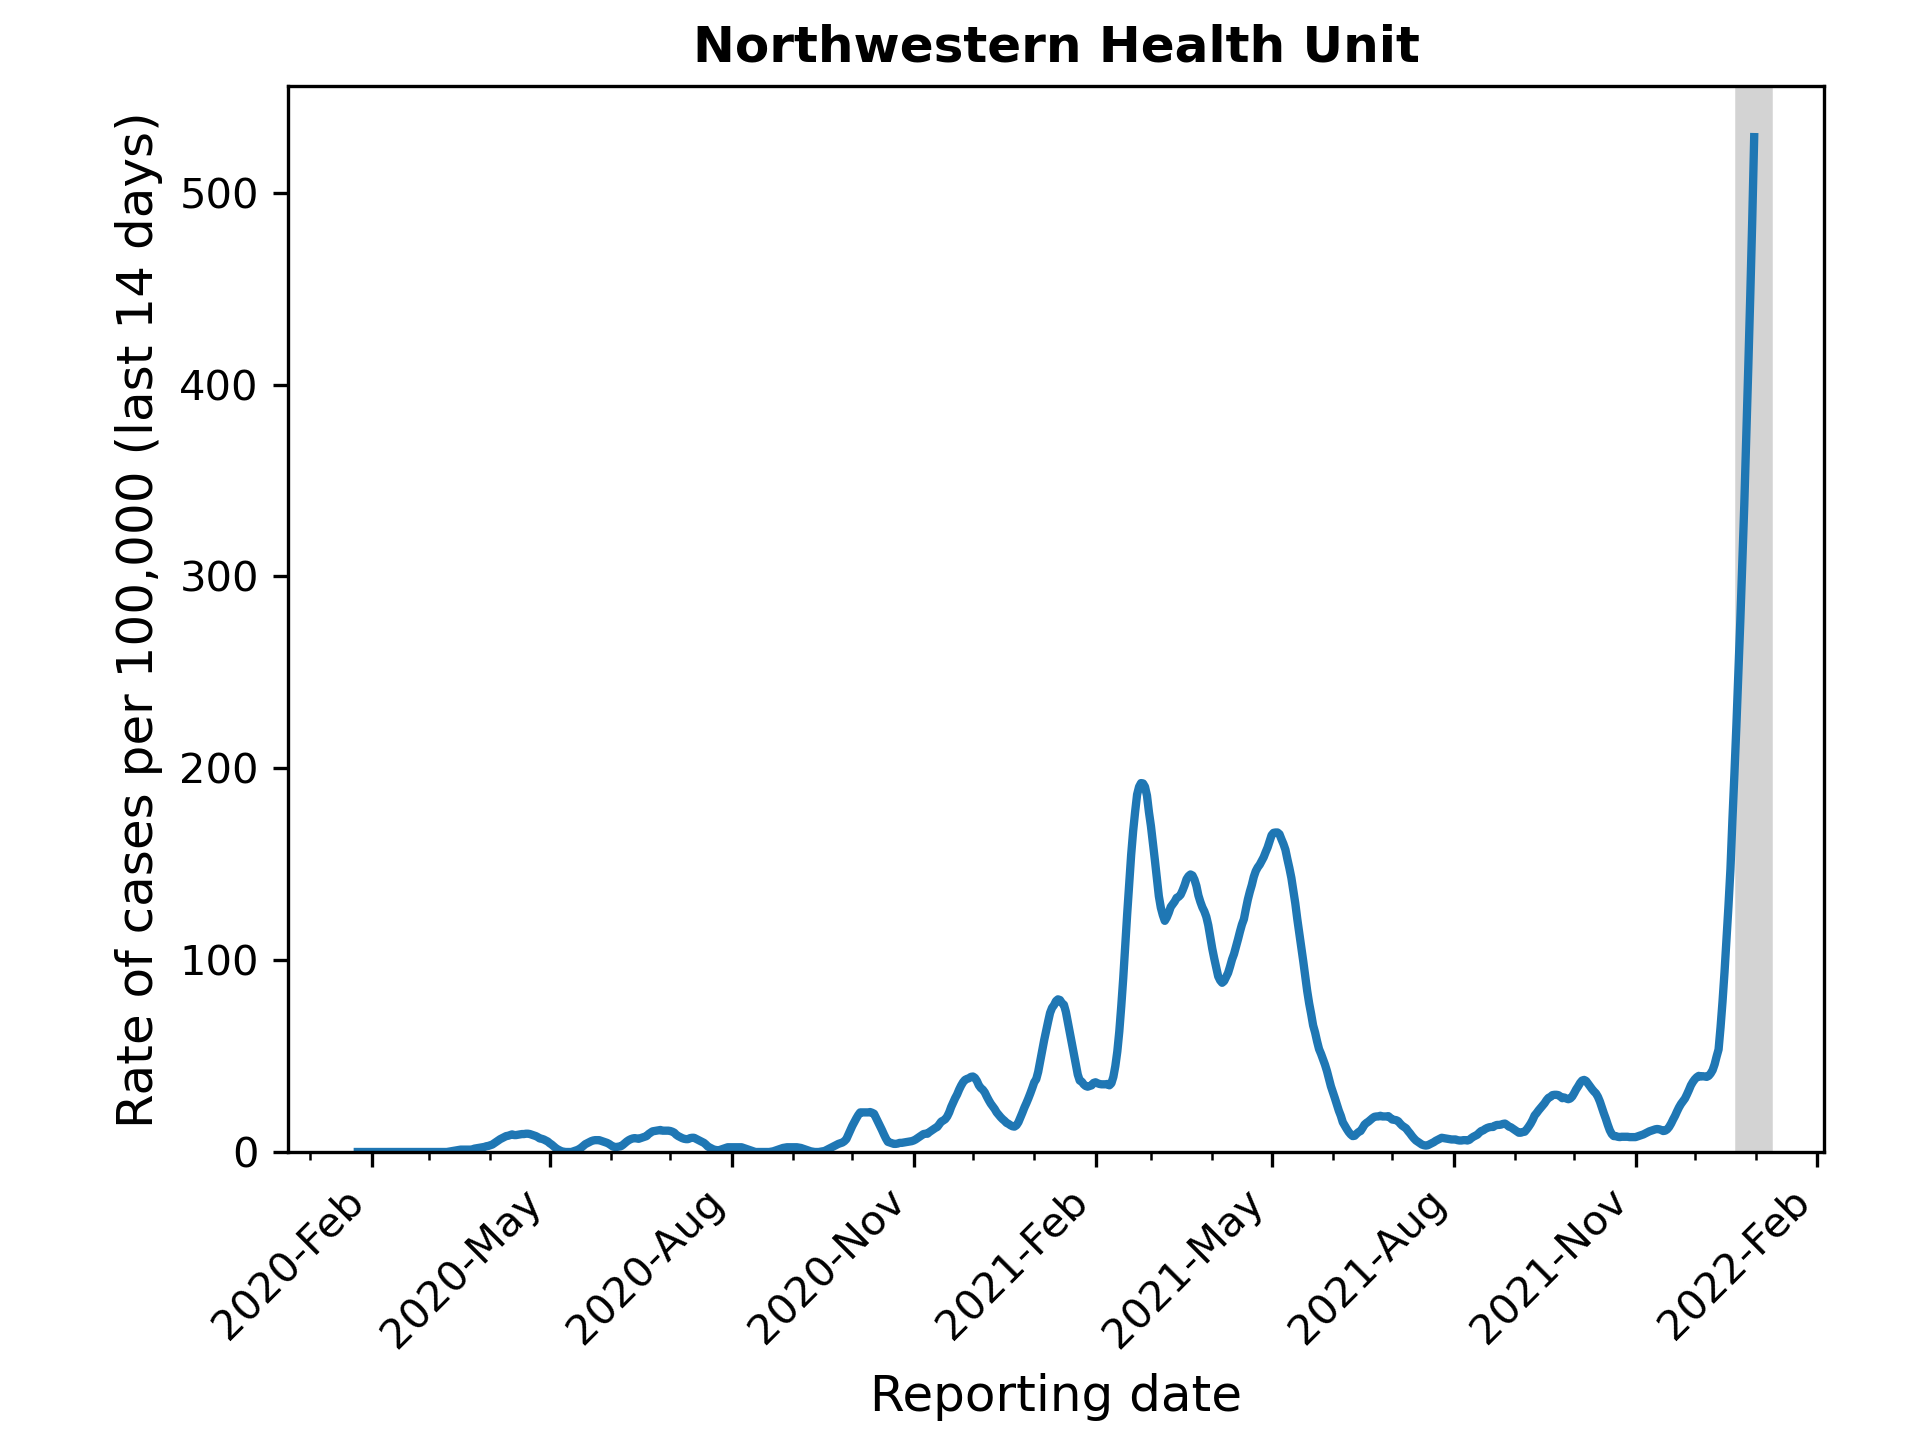 Northwestern Health Unit
Rate of cases per 100,000 (last 14 days)
500
400
300
200
100
0
2020-Feb
2020-May
2020-Aug
2020-Nov
2021-Feb
2021-May
2021-Aug
2021-Nov
2022-Feb
Reporting date